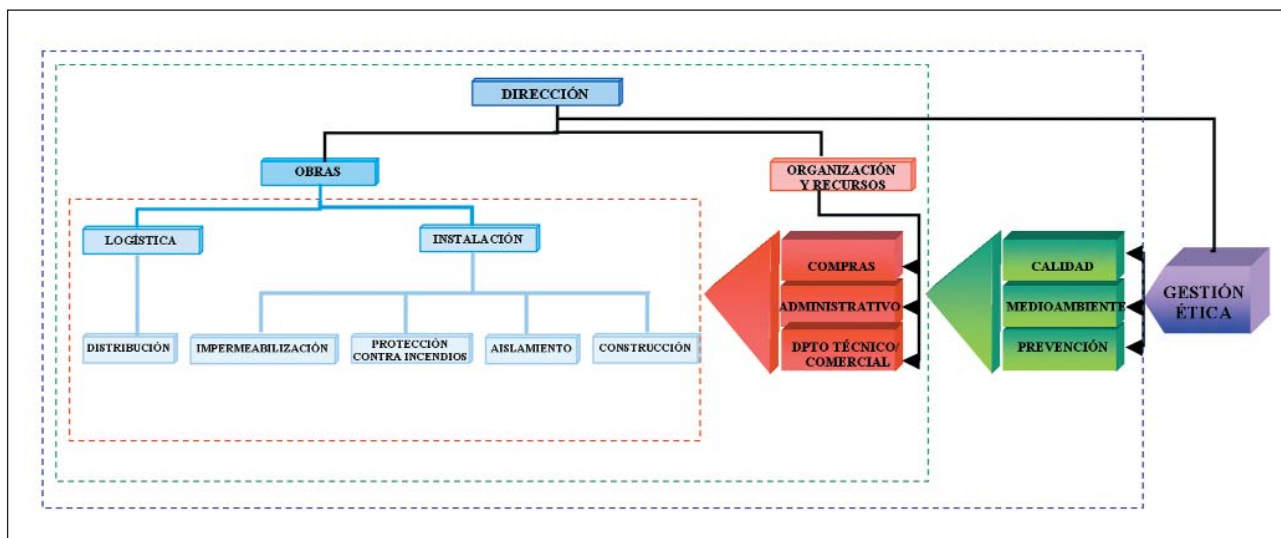 DIRECCIÓN
OBRAS
ORGANIZACIÓN
Y RECURSOS
LOGÍSTICA
INSTALACIÓN
COMPRAS
CALIDAD
GESTIÓN
ÉTICA
ADMINISTRATIVO
MEDIOAMBIENTE
DISTRIBUCIÓN
IMPERMEABILIZACIÓN
PROTECCIÓN
CONTRA INCENDIOS
AISLAMIENTO
CONSTRUCCIÓN
DPTO TÉCNICO/
COMERCIAL
PREVENCIÓN